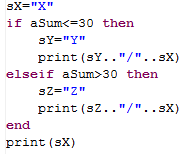 sX="X"
if aSum<=30 then
    sY="Y"
    print(sY.."/"..sX)
elseif aSum>30 then
    sZ="Z"
    print(sZ.."/"..sX)
end
print(sX)